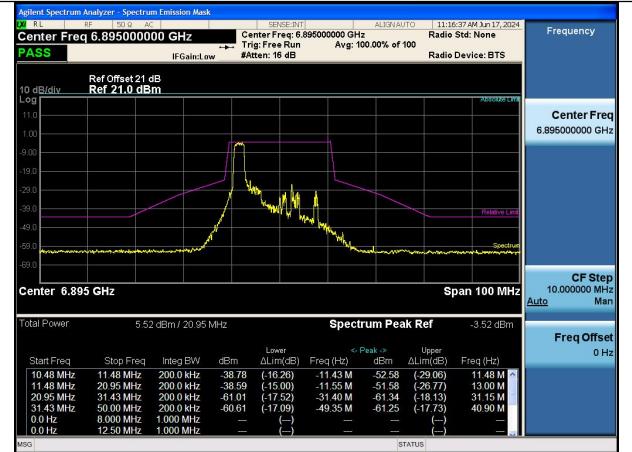 Agilent Spectrum Analyzer - Spectrum Emission Mask
RL RF 50 Ω AC SENSE:INT ALIGN AUTO 11:16:37 AM Jun 17, 2024
Center Freq 6.895000000 GHz Center Freq: 6.895000000 GHz Radio Std: None Frequency
Trig: Free Run Avg: 100.00% of 100
PASS IFGain:Low #Atten: 16 dB Radio Device: BTS
Ref Offset 21 dB
10 dB/div Ref 21.0 dBm
Log
Absolute Limit
11.0
1.00
-9.00
-19.0
-29.0
-39.0
Relative Limit
-49.0
-59.0
Spectrum
-69.0
Center 6.895 GHz Span 100 MHz
Center Freq
6.895000000 GHz
CF Step
10.000000 MHz
Auto Man
Freq Offset
0 Hz
Total Power 5.52 dBm / 20.95 MHz Spectrum Peak Ref -3.52 dBm
Lower <- Peak -> Upper
Start Freq Stop Freq Integ BW dBm ΔLim(dB) Freq (Hz) dBm ΔLim(dB) Freq (Hz)
10.48 MHz 11.48 MHz 200.0 kHz -38.78 (-16.26) -11.43 M -52.58 (-29.06) 11.48 M
11.48 MHz 20.95 MHz 200.0 kHz -38.59 (-15.00) -11.55 M -51.58 (-26.77) 13.00 M
20.95 MHz 31.43 MHz 200.0 kHz -61.01 (-17.52) -31.40 M -61.34 (-18.13) 31.15 M
31.43 MHz 50.00 MHz 200.0 kHz -60.61 (-17.09) -49.35 M -61.25 (-17.73) 40.90 M
0.0 Hz 8.000 MHz 1.000 MHz --- (---) --- --- (---) ---
0.0 Hz 12.50 MHz 1.000 MHz --- (---) --- --- (---) ---
MSG STATUS